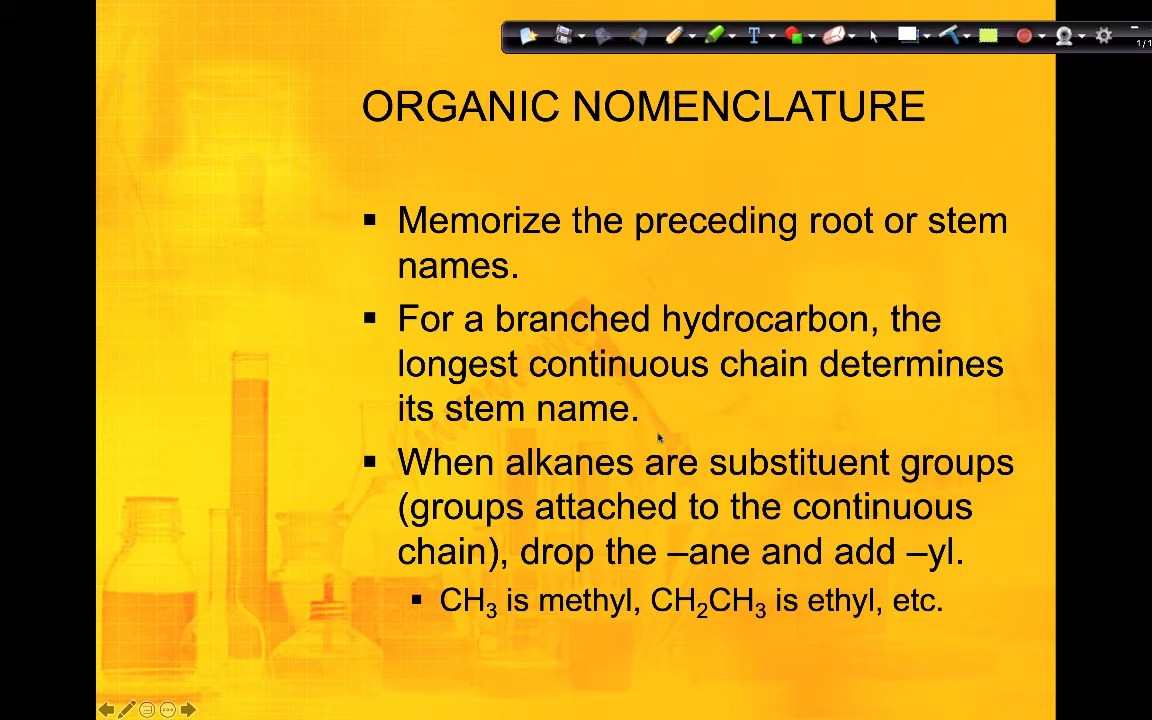 1/1
ORGANIC NOMENCLATURE
▪ Memorize the preceding root or stem
names.
▪ For a branched hydrocarbon, the
longest continuous chain determines
its stem name.
▪ When alkanes are substituent groups
(groups attached to the continuous
chain), drop the –ane and add –yl.
▪ CH₃ is methyl, CH₂CH₃ is ethyl, etc.